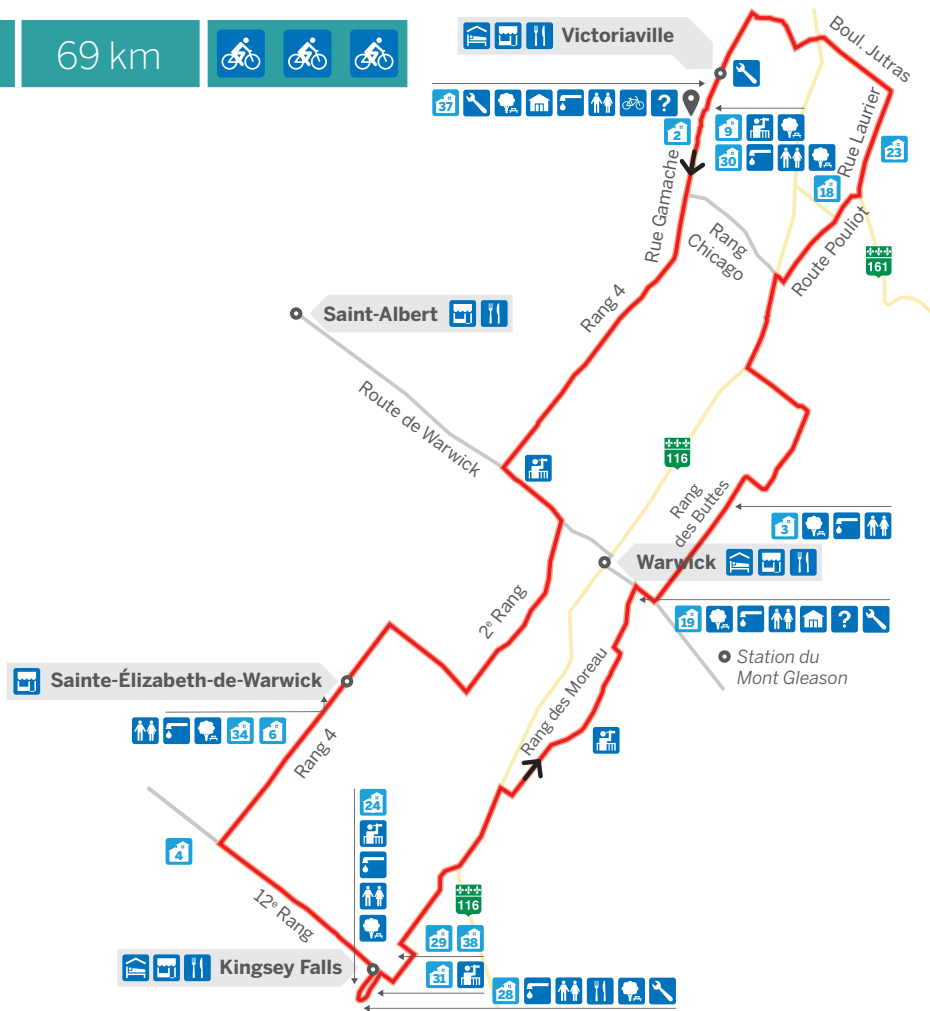 69 km
Victoriaville
Boul. Jutras
37
?
2
9
30
Rue Laurier
23
18
Rue Gamache
Rang
Chicago
Route Pouliot
161
Rang 4
Saint-Albert
Route de Warwick
116
Rang
des Buttes
3
Warwick
19
?
2e Rang
Station du
Mont Gleason
Sainte-Élizabeth-de-Warwick
34
6
Rang des Moreau
Rang 4
24
4
12e Rang
116
29
38
Kingsey Falls
31
28